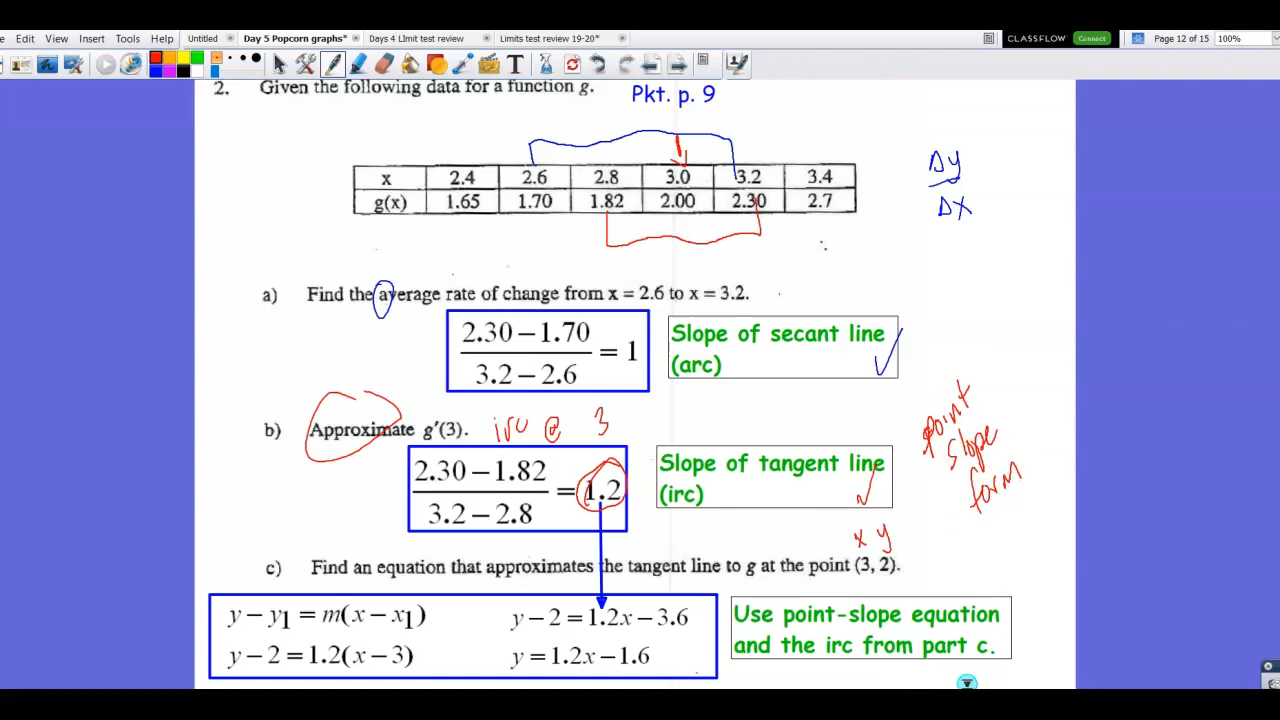 Edit View Insert Tools Help Untitled Day 5 Popcorn graphs* Days 4 LImit test review Limits test review 19-20* CLASSFLOW Connect Page 12 of 15 100%
2. Given the following data for a function g. Pkt. p. 9
x 2.4 2.6 2.8 3.0 3.2 3.4
g(x) 1.65 1.70 1.82 2.00 2.30 2.7
Δy
Δx
a) Find the average rate of change from x = 2.6 to x = 3.2.
2.30 – 1.70
3.2 – 2.6
= 1
Slope of secant line
(arc)
b) Approximate g'(3). irc @ 3
2.30 – 1.82
3.2 – 2.8
= 1.2
Slope of tangent line
(irc)
point
slope
form
x y
c) Find an equation that approximates the tangent line to g at the point (3, 2).
y – y1 = m(x – x1)
y – 2 = 1.2(x – 3)
y – 2 = 1.2x – 3.6
y = 1.2x – 1.6
Use point-slope equation
and the irc from part c.